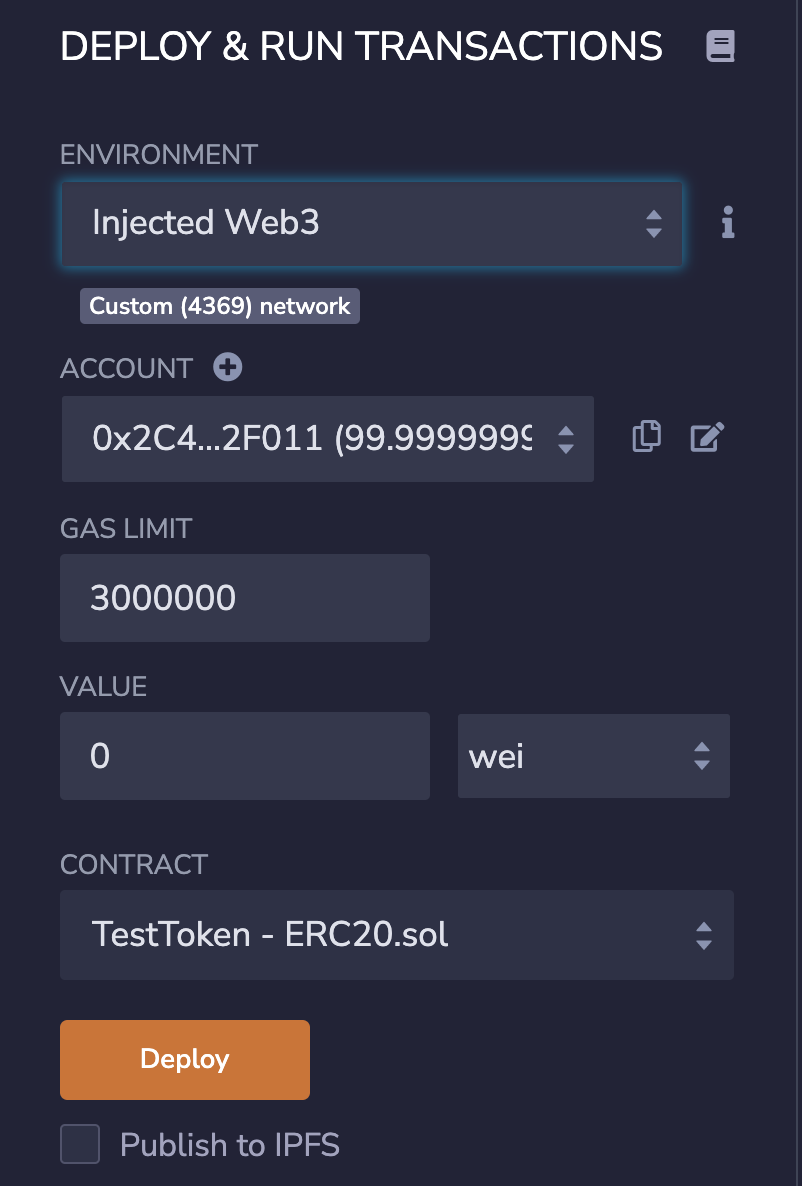 DEPLOY & RUN TRANSACTIONS
ENVIRONMENT
Injected Web3
Custom (4369) network
ACCOUNT
0x2C4...2F011 (99.9999999
GAS LIMIT
3000000
VALUE
0 wei
CONTRACT
TestToken - ERC20.sol
Deploy
Publish to IPFS